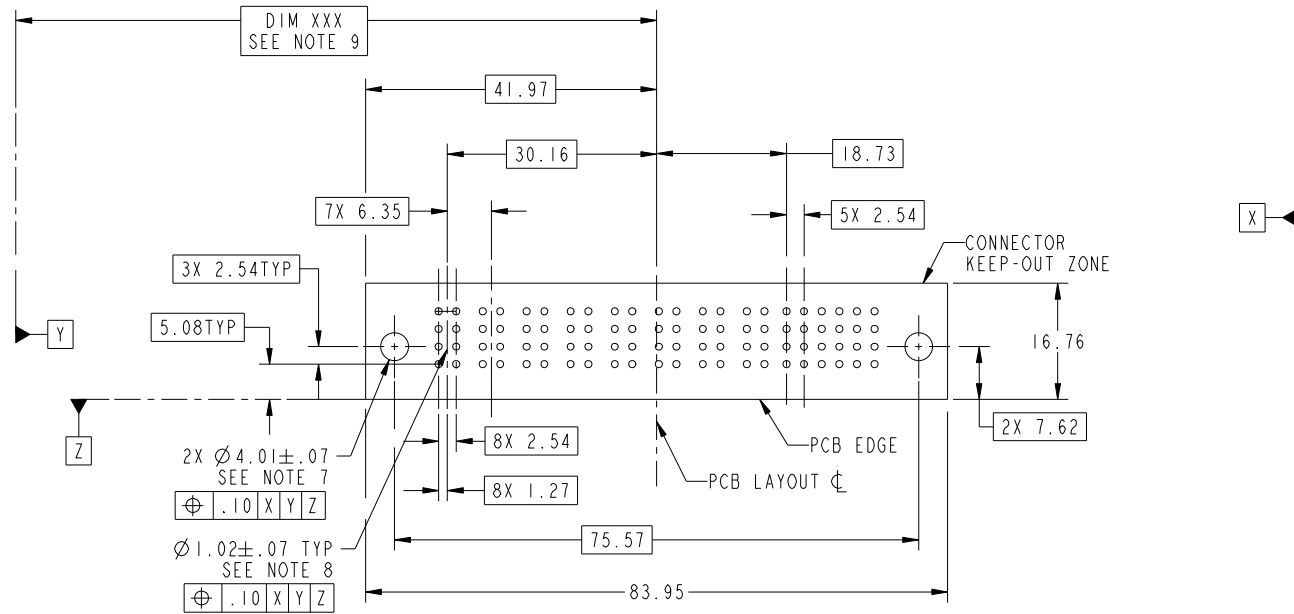 DIM XXX
SEE NOTE 9
41.97
30.16
18.73
7X 6.35
5X 2.54
X
CONNECTOR
KEEP-OUT ZONE
3X 2.54TYP
5.08TYP
Y
16.76
Z
2X 7.62
8X 2.54
PCB EDGE
2X Ø4.01±.07
SEE NOTE 7
⌖ .10 X Y Z
PCB LAYOUT ℄
8X 1.27
Ø1.02±.07 TYP
SEE NOTE 8
⌖ .10 X Y Z
75.57
83.95